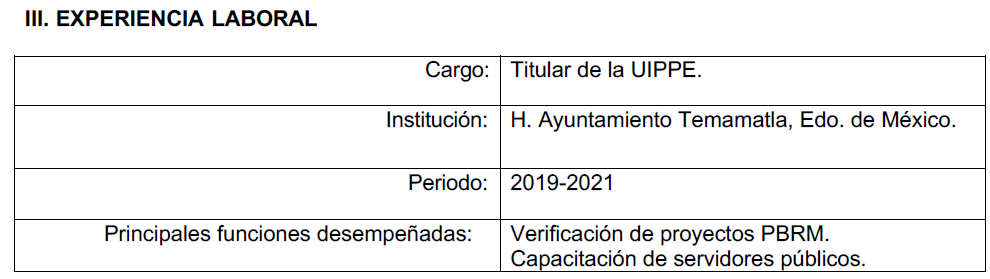 III. EXPERIENCIA LABORAL
Cargo: Titular de la UIPPE.
Institución: H. Ayuntamiento Temamatla, Edo. de México.
Periodo: 2019-2021
Principales funciones desempeñadas: Verificación de proyectos PBRM.
Capacitación de servidores públicos.